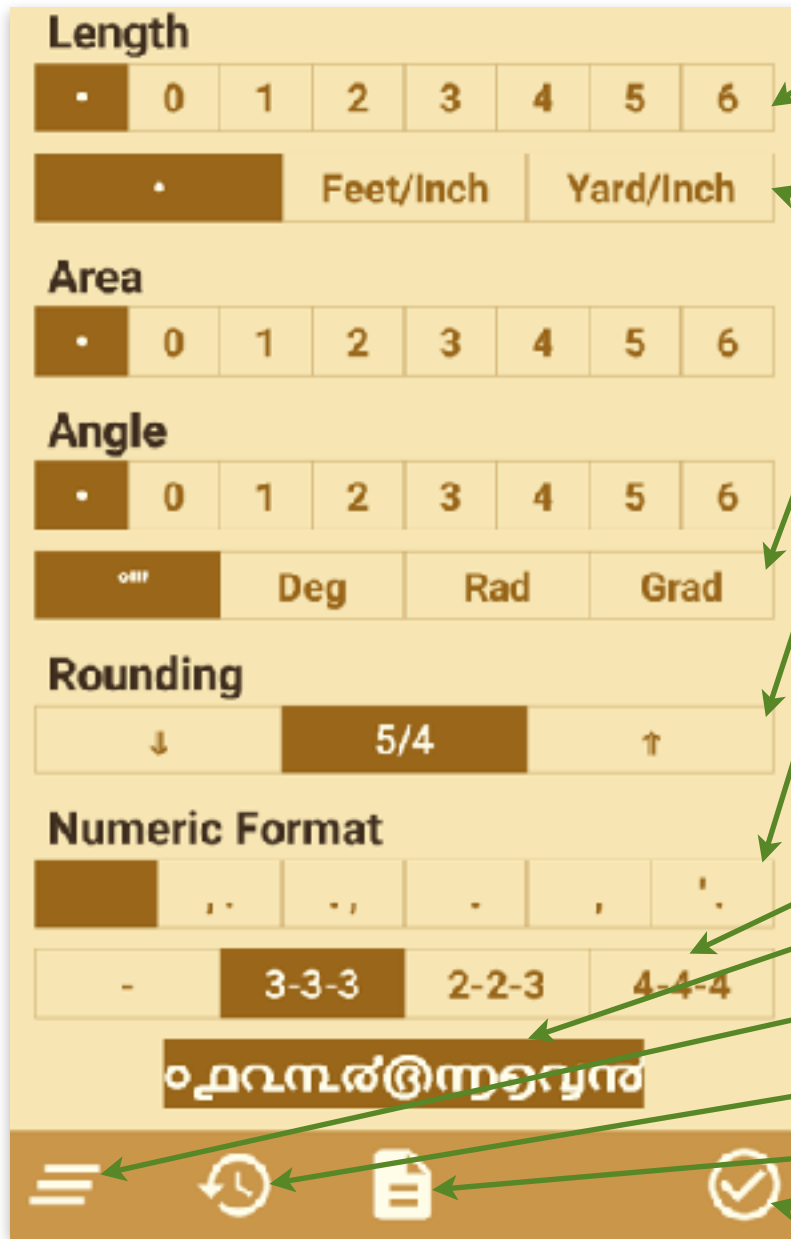 Length
• 0 1 2 3 4 5 6
• Feet/Inch Yard/Inch
Area
• 0 1 2 3 4 5 6
Angle
• 0 1 2 3 4 5 6
°'" Deg Rad Grad
Rounding
↓ 5/4 ↑
Numeric Format
, . . , . , ' .
- 3-3-3 2-2-3 4-4-4
൦൧൨൩൪൫൬൭൮൯